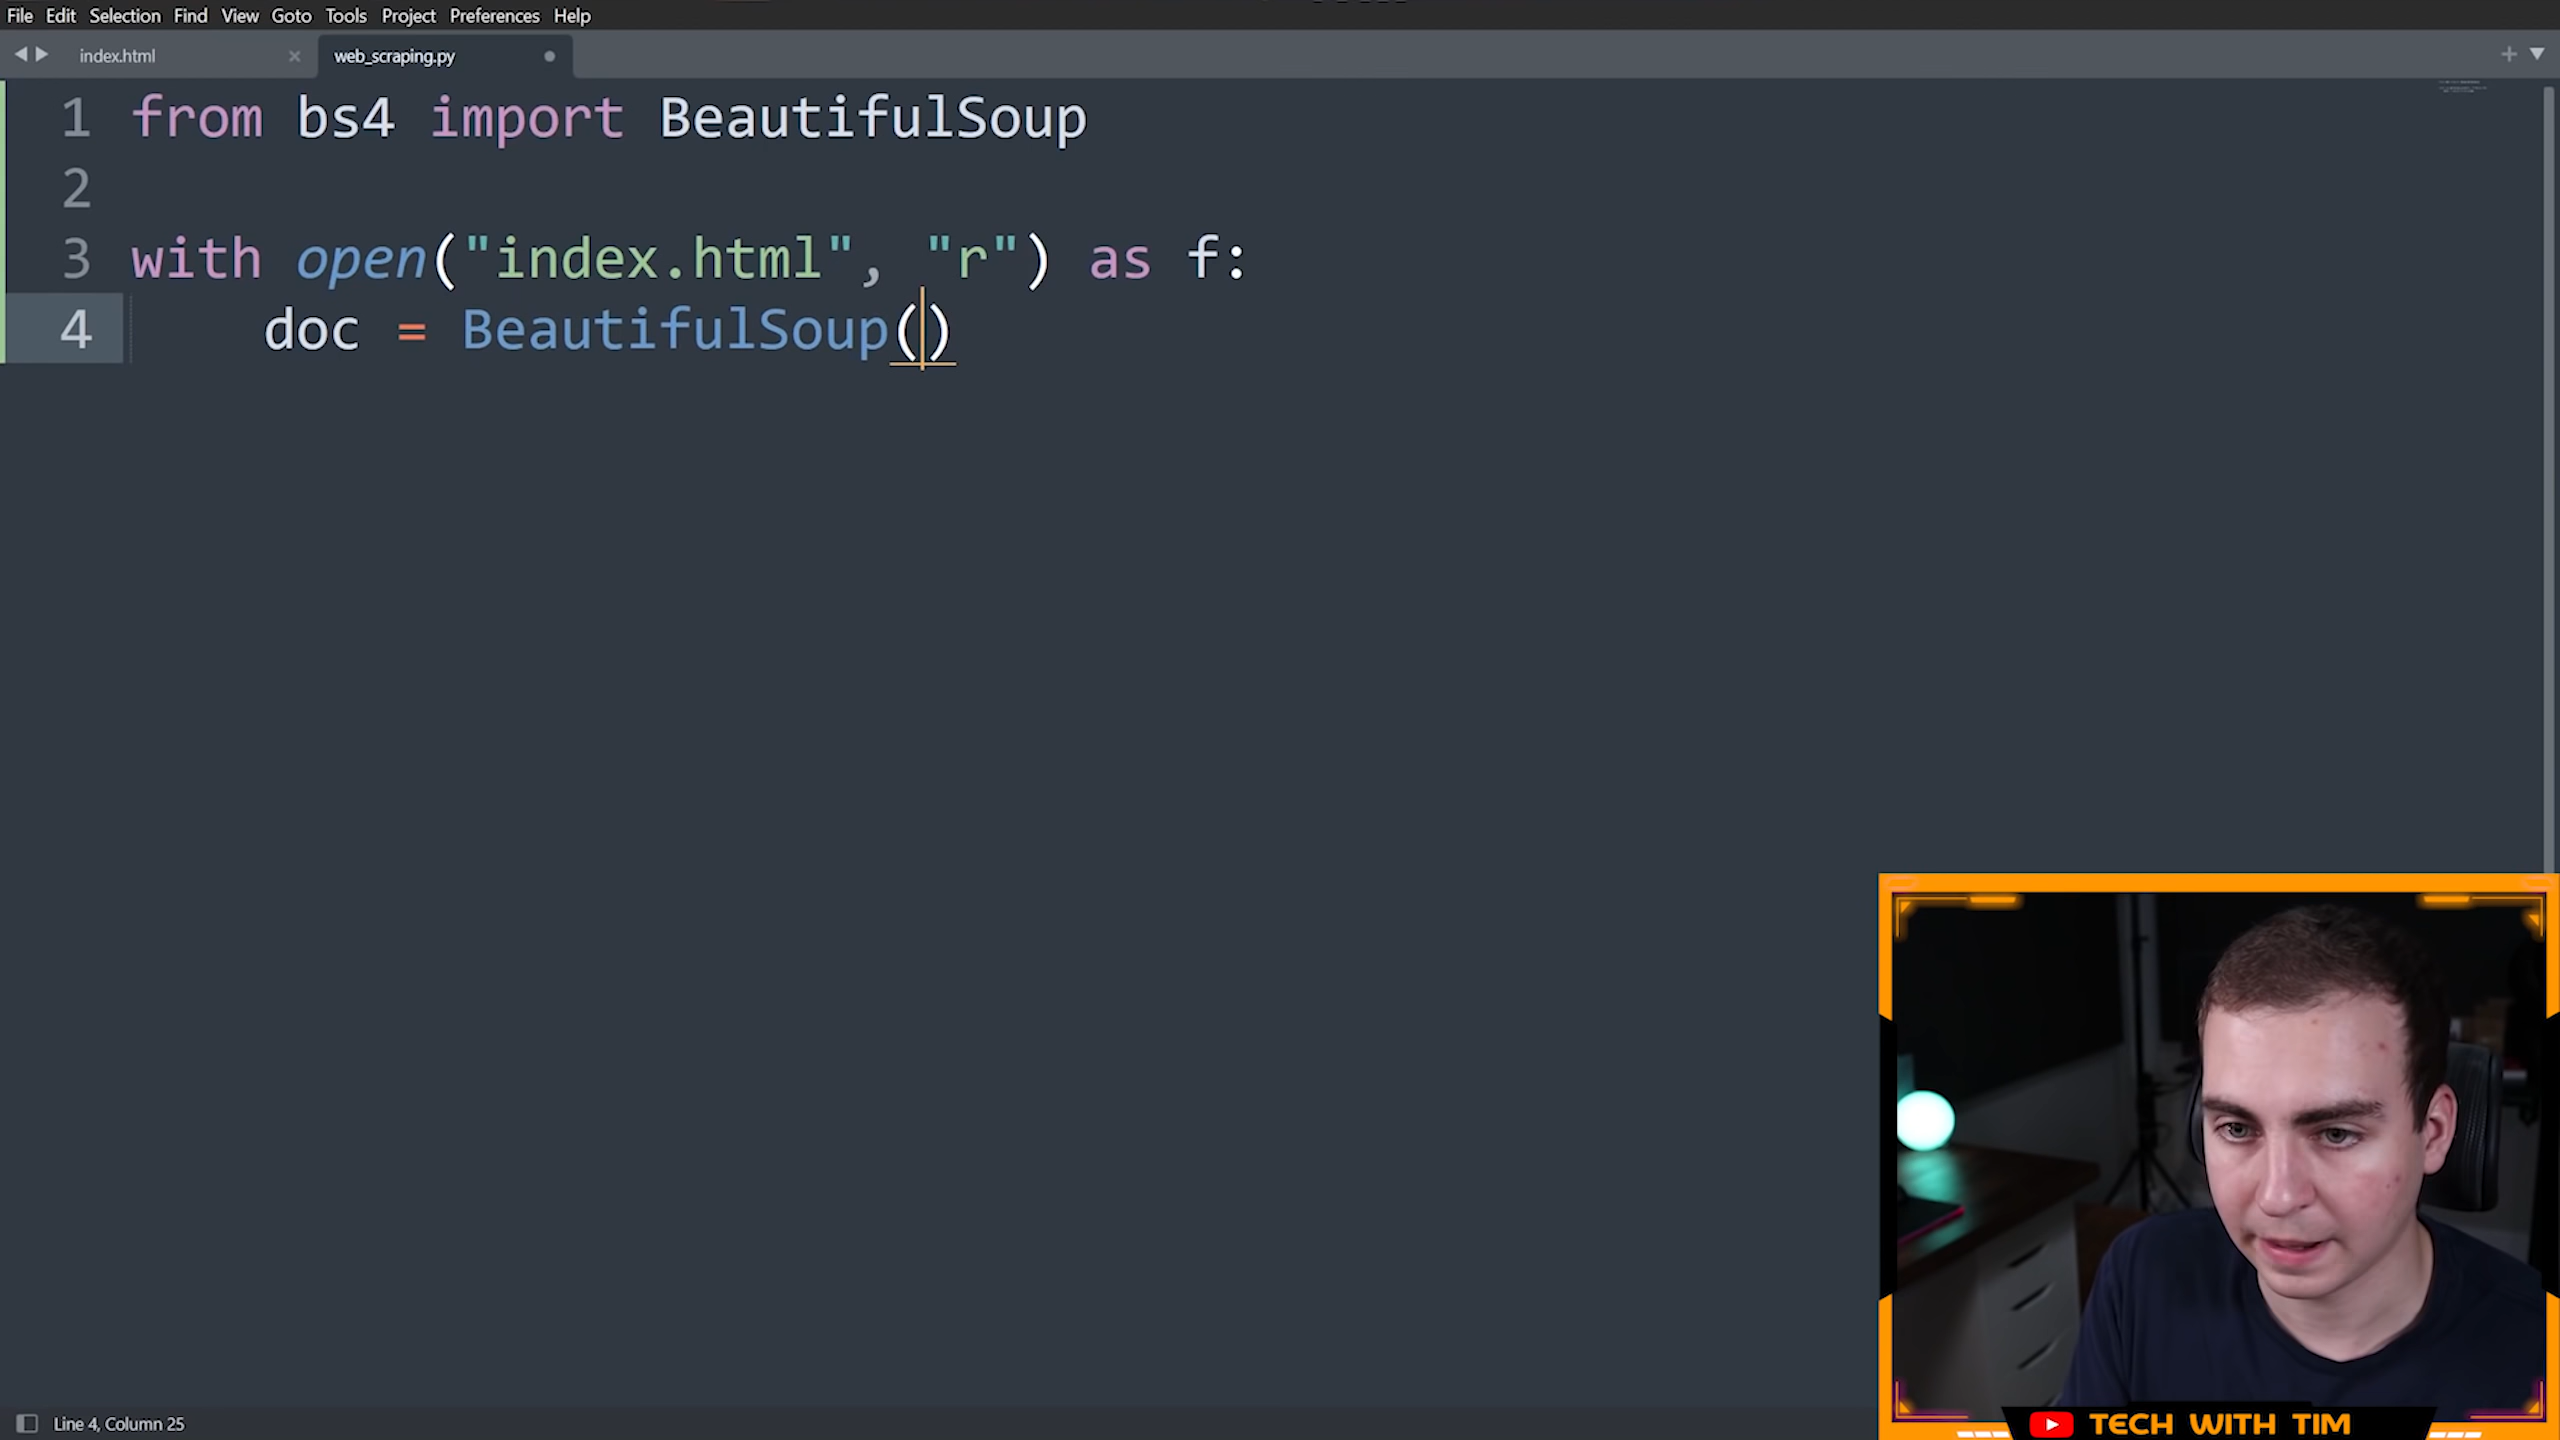 File Edit Selection Find View Goto Tools Project Preferences Help
index.html × web_scraping.py
1 from bs4 import BeautifulSoup
2
3 with open("index.html", "r") as f:
4     doc = BeautifulSoup()
Line 4, Column 25
TECH WITH TIM